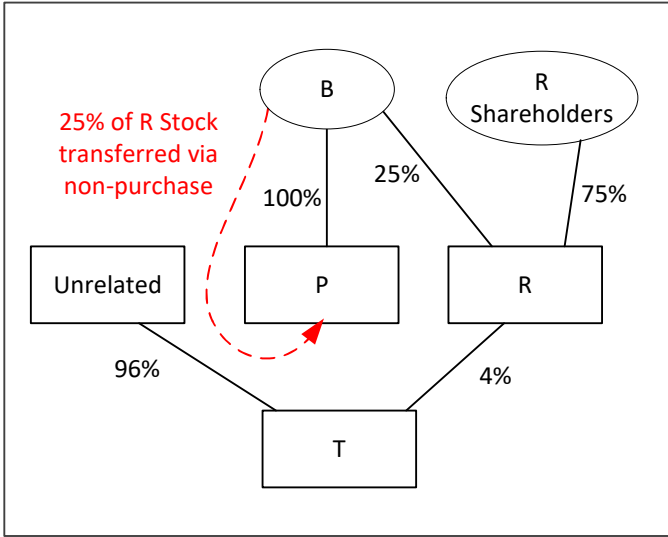 B
R
Shareholders
25% of R Stock
transferred via
non-purchase
100%
25%
75%
Unrelated
P
R
96%
4%
T